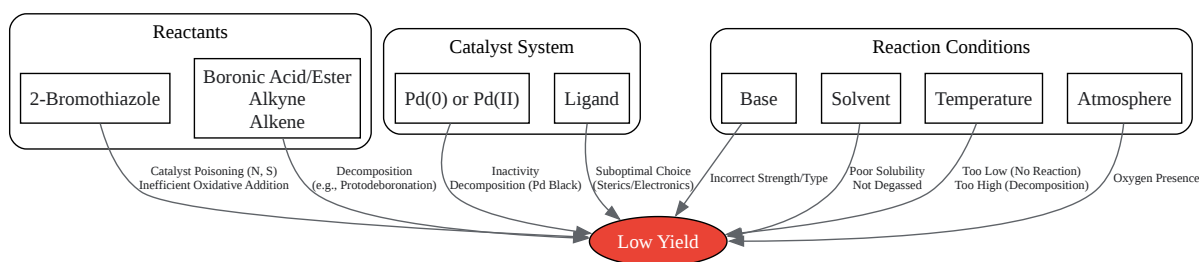 Reactants
Catalyst System
Reaction Conditions
2-Bromothiazole
Boronic Acid/Ester
Alkyne
Alkene
Pd(0) or Pd(II)
Ligand
Base
Solvent
Temperature
Atmosphere
Catalyst Poisoning (N, S)
Inefficient Oxidative Addition
Decomposition
(e.g., Protodeboronation)
Inactivity
Decomposition (Pd Black)
Suboptimal Choice
(Sterics/Electronics)
Incorrect Strength/Type
Poor Solubility
Not Degassed
Too Low (No Reaction)
Too High (Decomposition)
Oxygen Presence
Low Yield